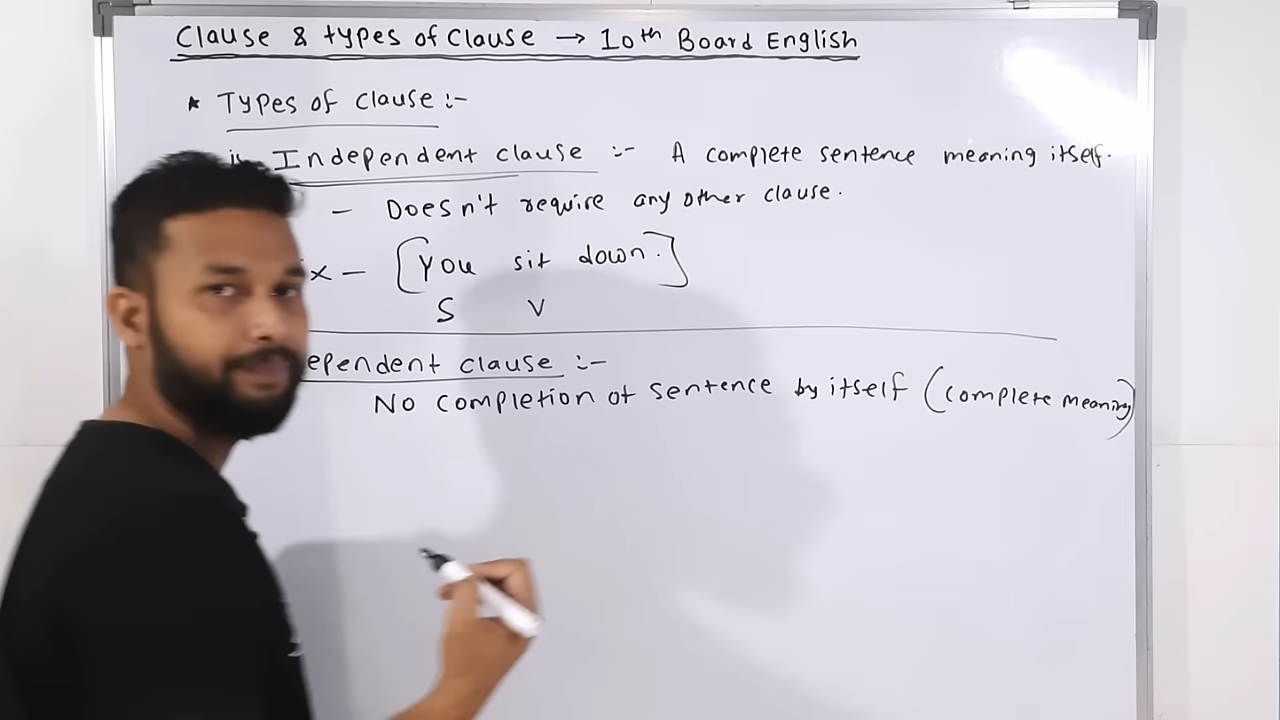 Clause & types of Clause → 10th Board English
* Types of clause :-
Independent clause :- A complete sentence meaning itself.
- Doesn't require any other clause.
x - [You sit down.]
S V
ependent clause :-
No completion of sentence by itself (complete meaning)